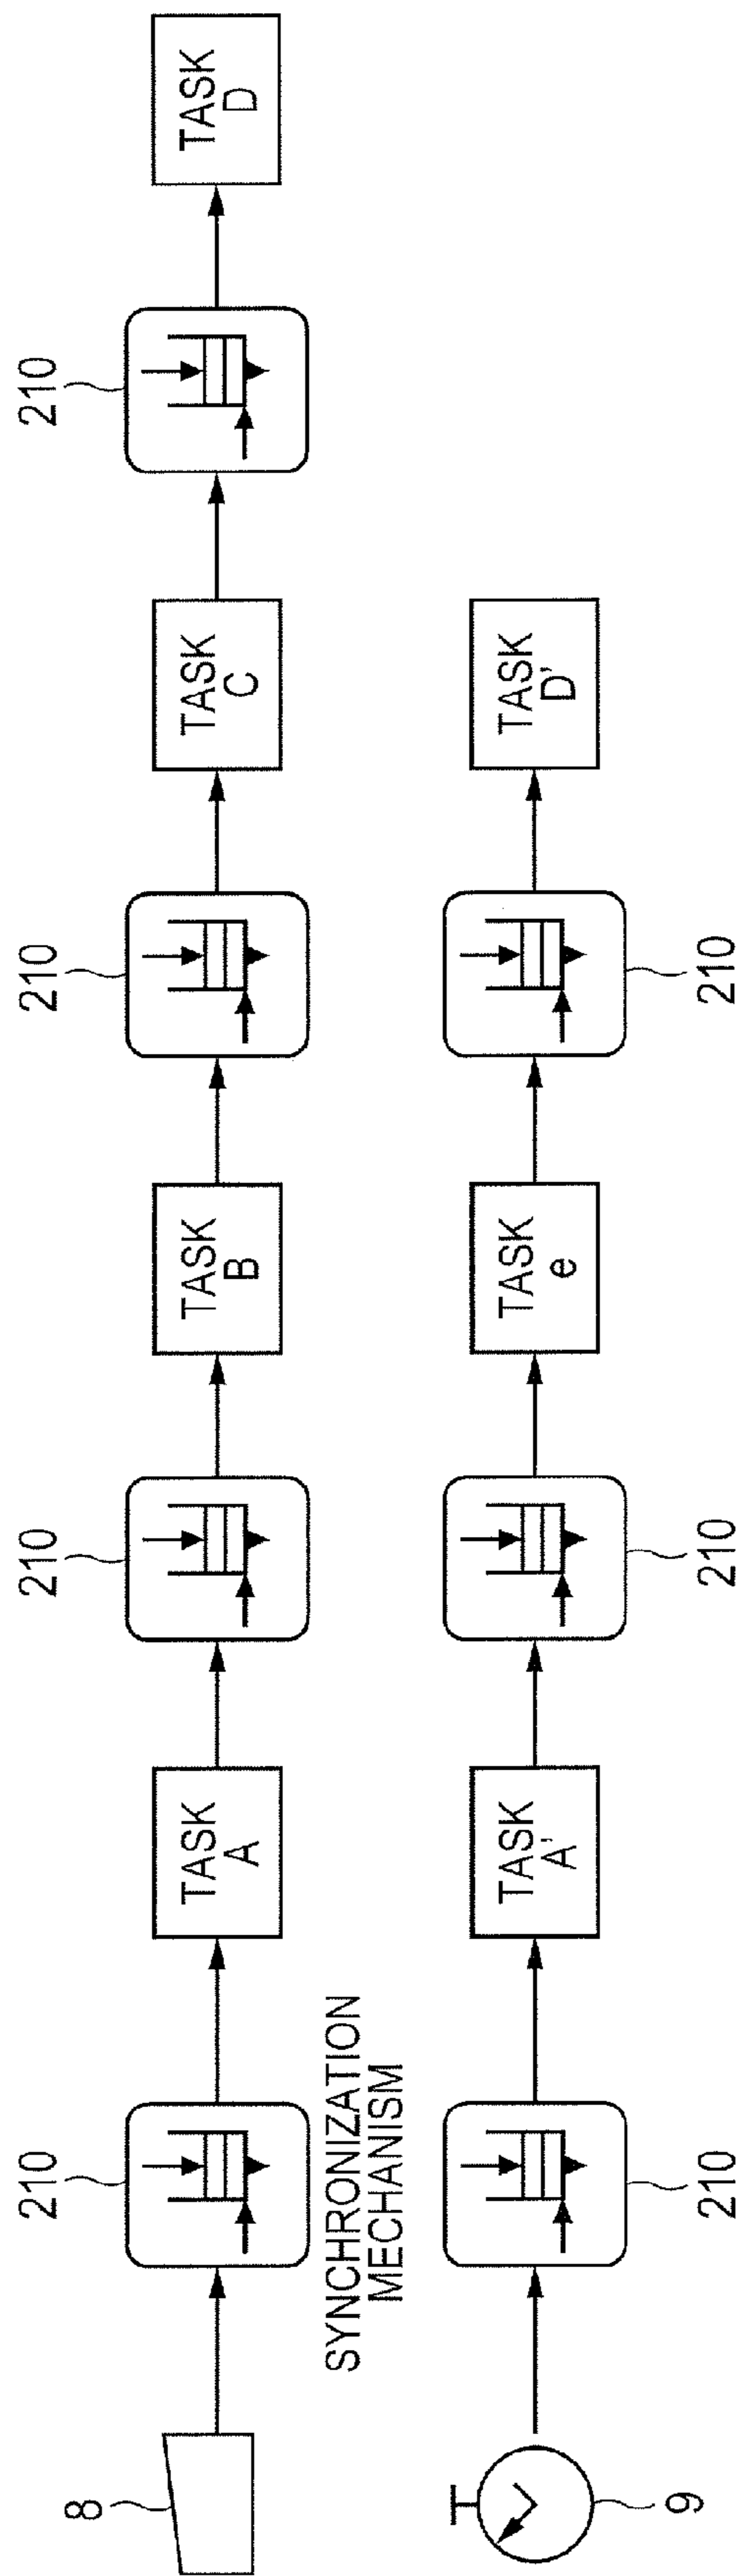 210
210
210
210
8
TASK
A
TASK
B
TASK
C
TASK
D
SYNCHRONIZATION
MECHANISM
9
TASK
A'
TASK
e
TASK
D'
210
210
210